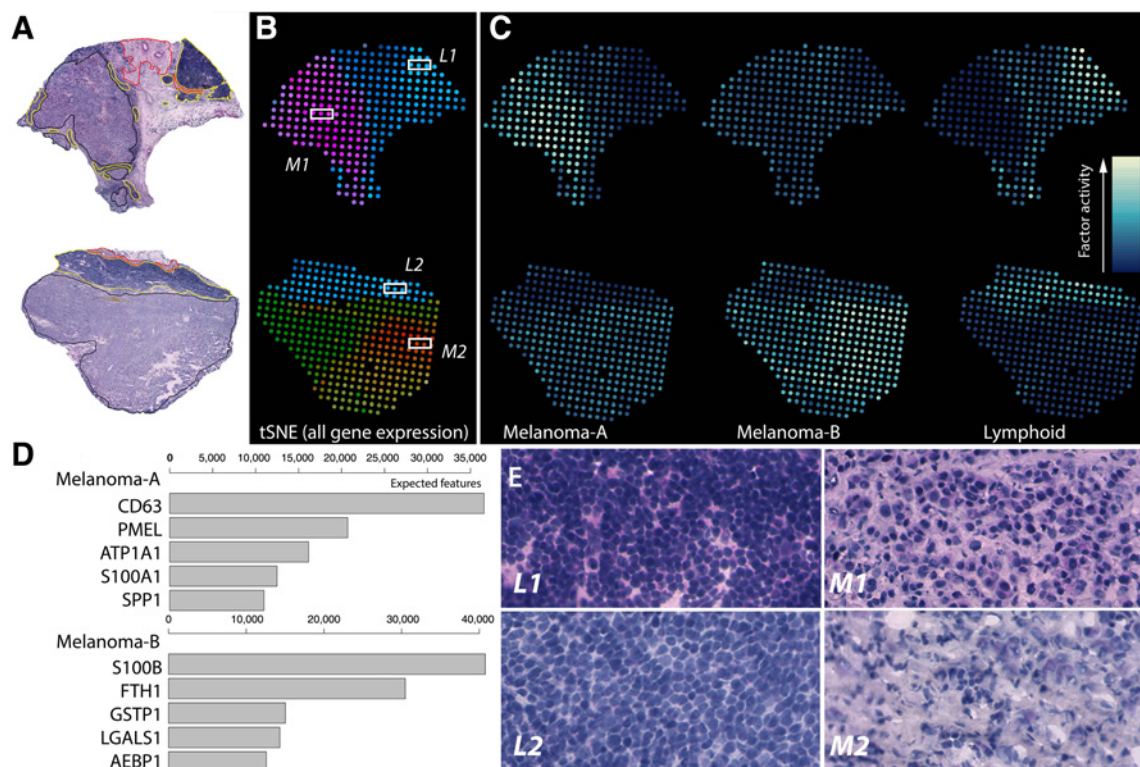 A
B
C
L1
M1
L2
M2
Factor activity
tSNE (all gene expression)
Melanoma-A
Melanoma-B
Lymphoid
D
0 5,000 10,000 15,000 20,000 25,000 30,000 35,000
Melanoma-A
Expected features
CD63
PMEL
ATP1A1
S100A1
SPP1
0 10,000 20,000 30,000 40,000
Melanoma-B
S100B
FTH1
GSTP1
LGALS1
AEBP1
E
L1
M1
L2
M2